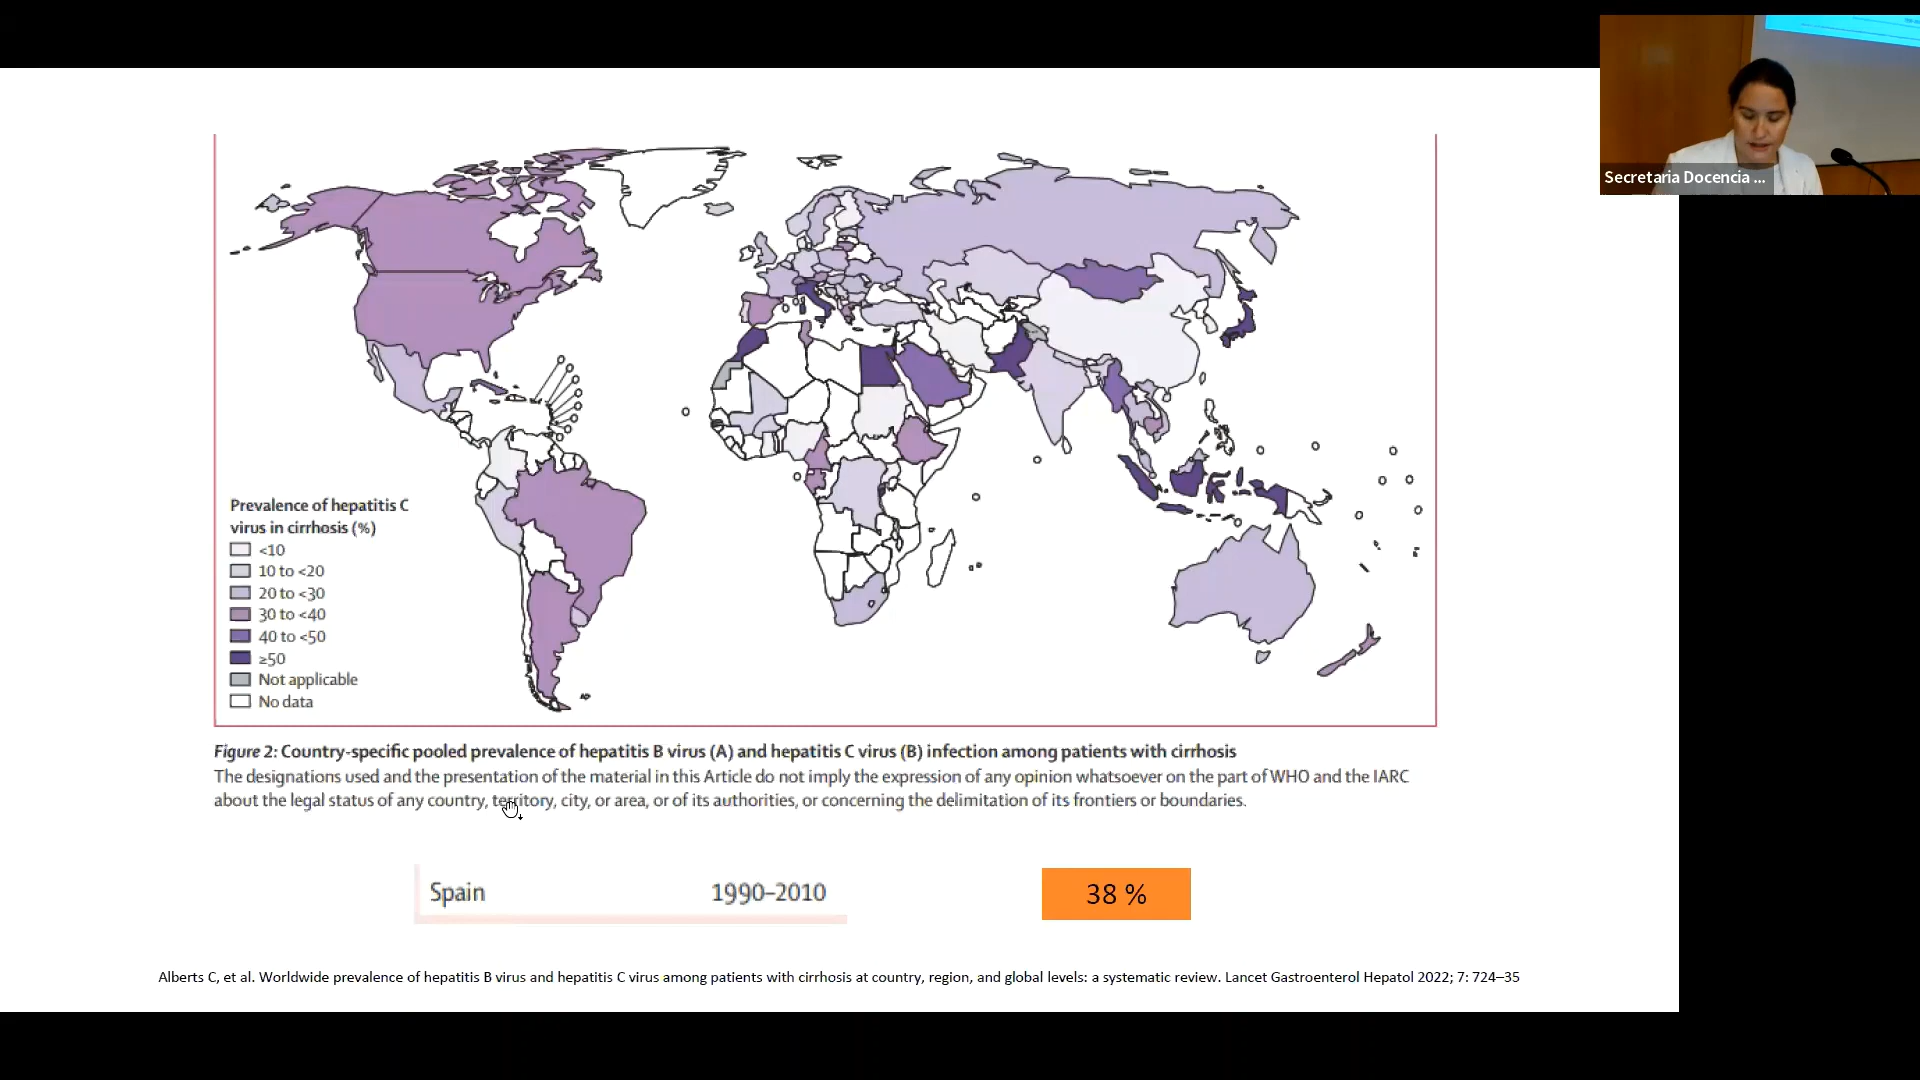 Secretaria Docencia ...
Prevalence of hepatitis C
virus in cirrhosis (%)
<10
10 to <20
20 to <30
30 to <40
40 to <50
≥50
Not applicable
No data
Figure 2: Country-specific pooled prevalence of hepatitis B virus (A) and hepatitis C virus (B) infection among patients with cirrhosis
The designations used and the presentation of the material in this Article do not imply the expression of any opinion whatsoever on the part of WHO and the IARC
about the legal status of any country, territory, city, or area, or of its authorities, or concerning the delimitation of its frontiers or boundaries.
Spain 1990–2010 38 %
Alberts C, et al. Worldwide prevalence of hepatitis B virus and hepatitis C virus among patients with cirrhosis at country, region, and global levels: a systematic review. Lancet Gastroenterol Hepatol 2022; 7: 724–35